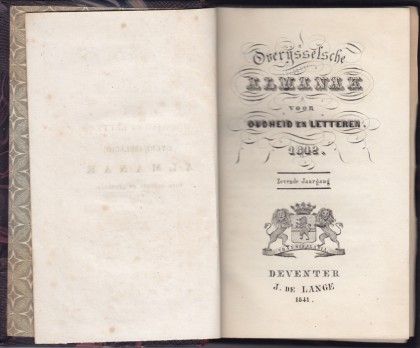 Overijsselsche
ALMANAK
VOOR
OUDHEID EN LETTEREN.
1842.
Zevende Jaargang
DEVENTER
J. DE LANGE
1841.